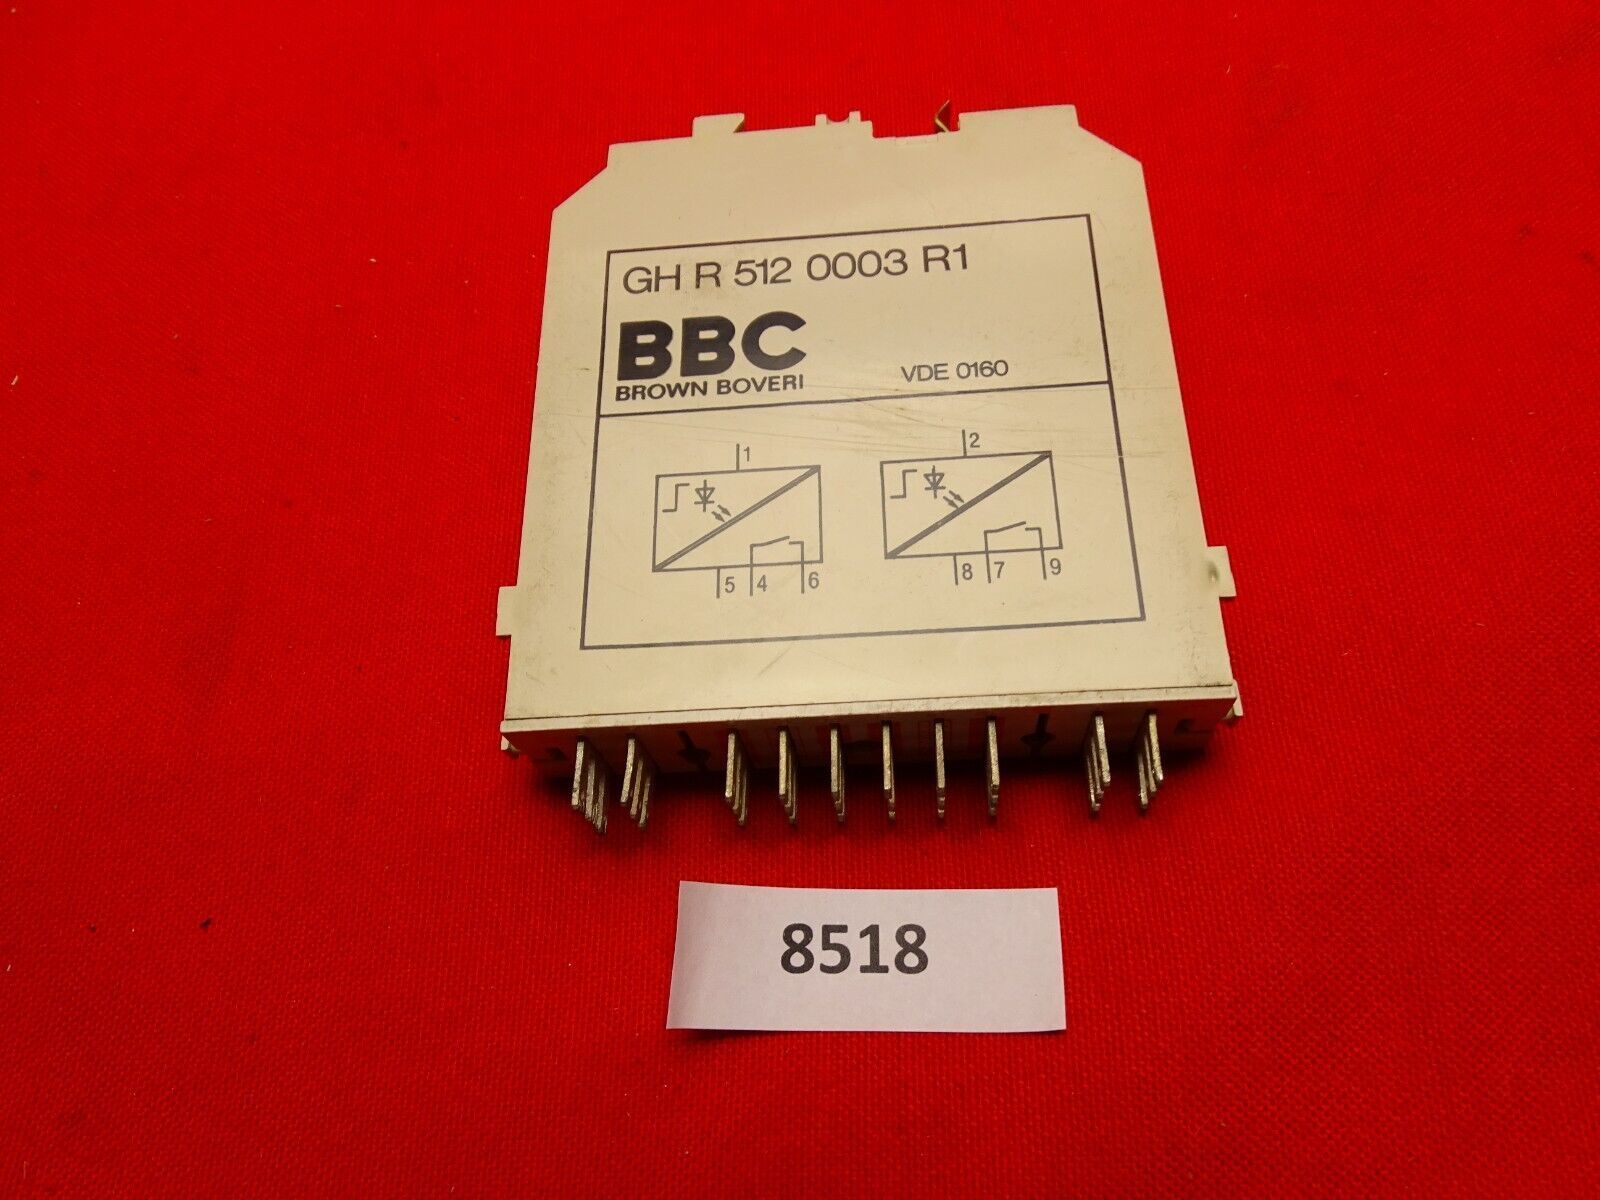 GH R 512 0003 R1
BBC
BROWN BOVERI VDE 0160
1 2
5 4 6 8 7 9
8518